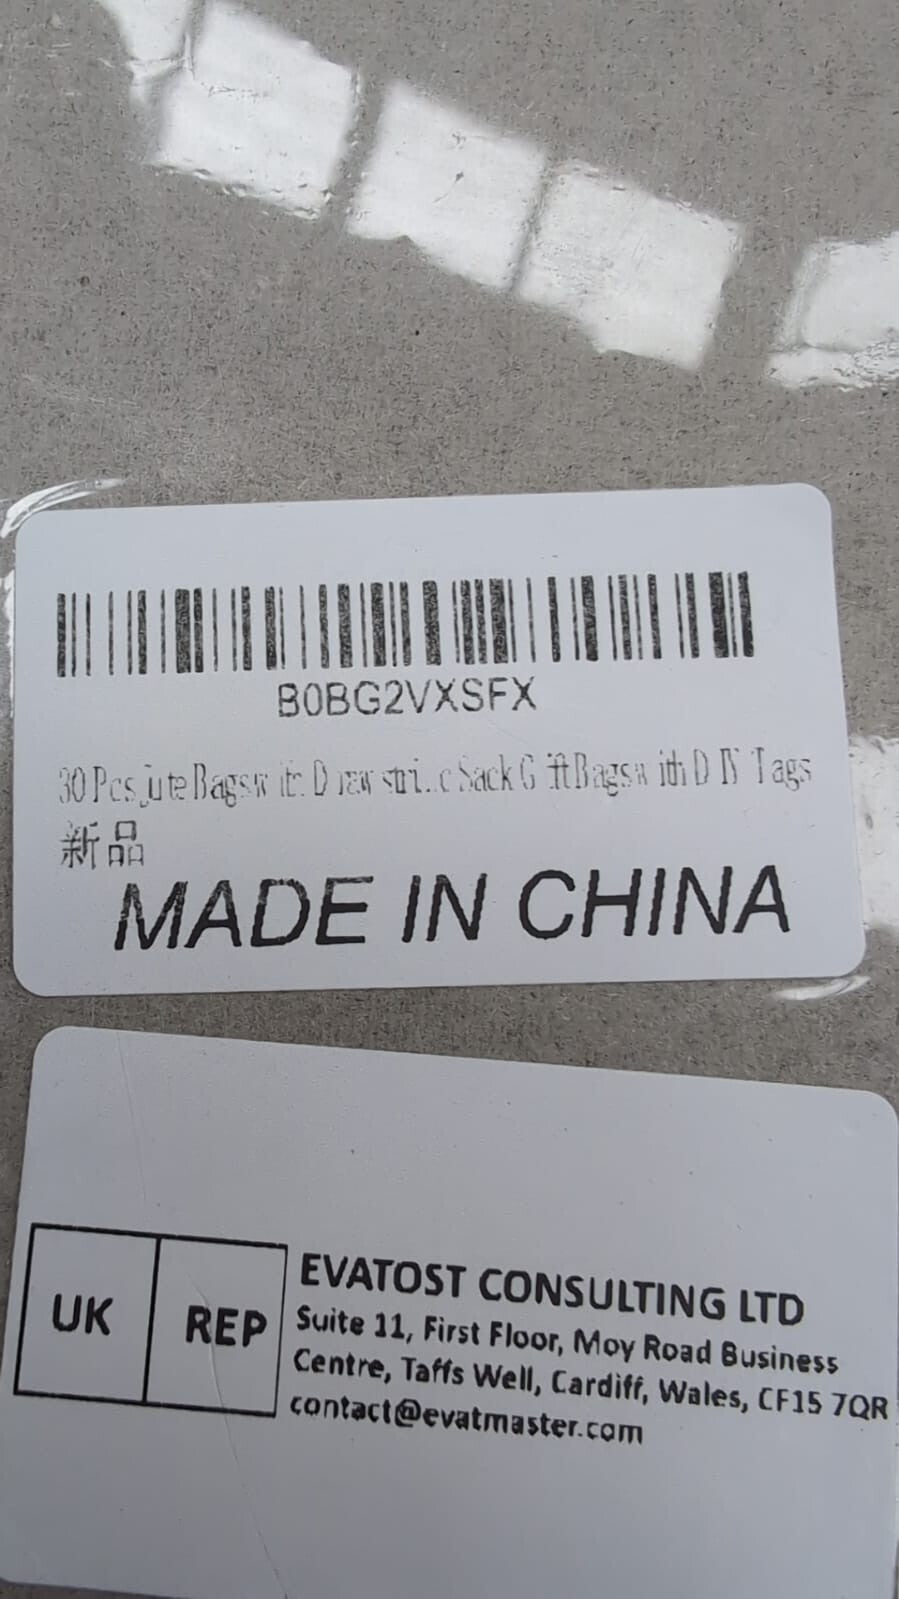 B0BG2VXSFX
30 Pcs Jute Bags with Drawstring Sack Gift Bags with DIY Tags
新品
MADE IN CHINA
UK REP
EVATOST CONSULTING LTD
Suite 11, First Floor, Moy Road Business
Centre, Taffs Well, Cardiff, Wales, CF15 7QR
contact@evatmaster.com